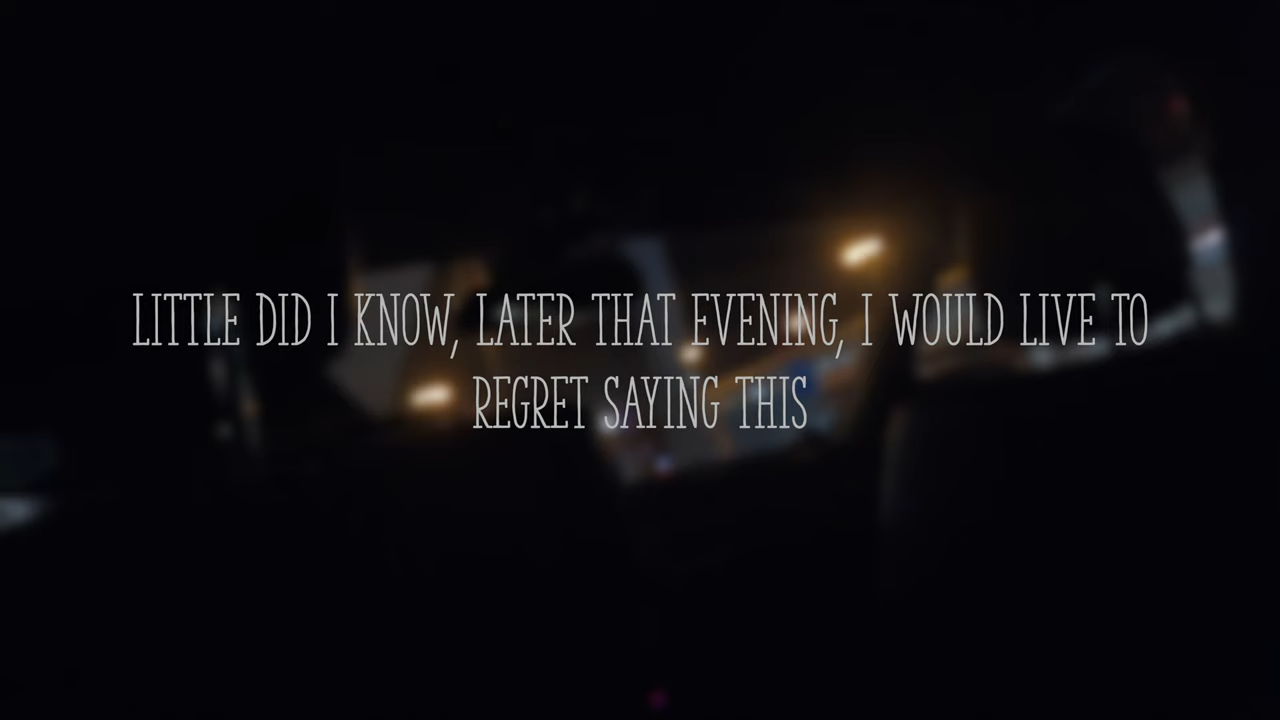 LITTLE DID I KNOW, LATER THAT EVENING, I WOULD LIVE TO
REGRET SAYING THIS